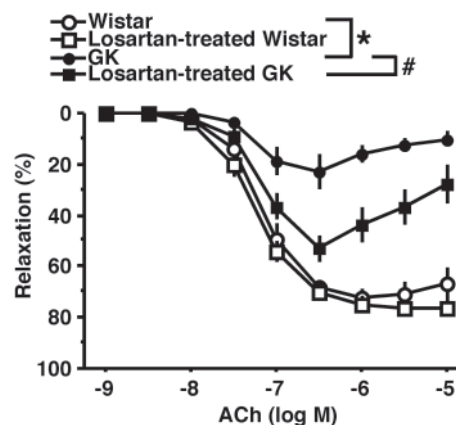 Wistar
Losartan-treated Wistar
GK
Losartan-treated GK
*
#
0
20
40
60
80
100
Relaxation (%)
-9 -8 -7 -6 -5
ACh (log M)